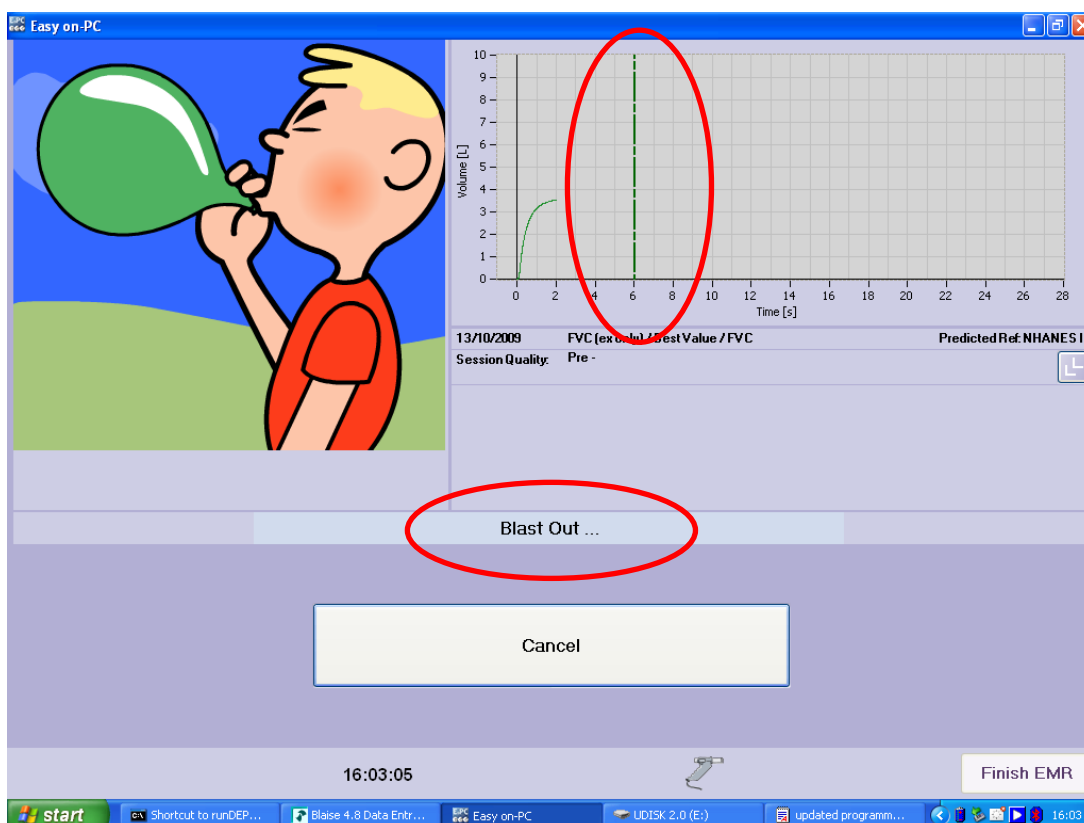 Easy on-PC
10
9
8
7
6
5
4
3
2
1
0
Volume [L]
0 2 4 6 8 10 12 14 16 18 20 22 24 26 28
Time [s]
13/10/2009 FVC (ex only) / Best Value / FVC Predicted Ref: NHANES I
Session Quality: Pre -
Blast Out ...
Cancel
16:03:05
Finish EMR
start Shortcut to runDEP... Blaise 4.8 Data Entr... Easy on-PC UDISK 2.0 (E:) updated programm... 16:03